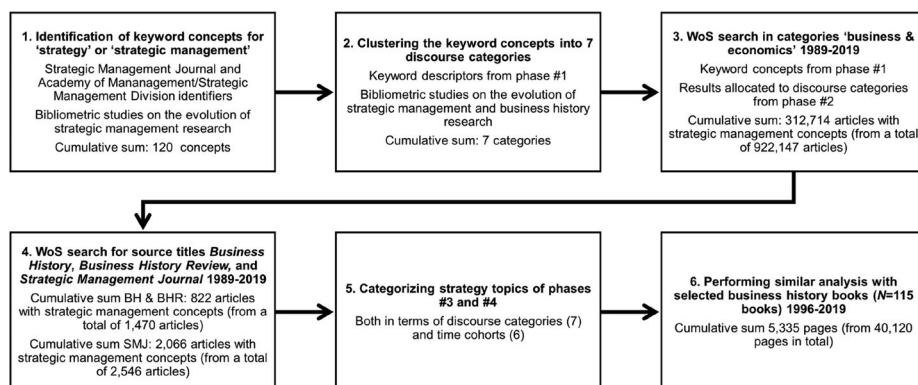 1. Identification of keyword concepts for
'strategy' or 'strategic management'
Strategic Management Journal and
Academy of Mananagement/Strategic
Management Division identifiers
Bibliometric studies on the evolution of
strategic management research
Cumulative sum: 120 concepts
2. Clustering the keyword concepts into 7
discourse categories
Keyword descriptors from phase #1
Bibliometric studies on the evolution of
strategic management and business history
research
Cumulative sum: 7 categories
3. WoS search in categories 'business &
economics' 1989-2019
Keyword concepts from phase #1
Results allocated to discourse categories
from phase #2
Cumulative sum: 312,714 articles with
strategic management concepts (from a total
of 922,147 articles)
4. WoS search for source titles Business
History, Business History Review, and
Strategic Management Journal 1989-2019
Cumulative sum BH & BHR: 822 articles
with strategic management concepts (from a
total of 1,470 articles)
Cumulative sum SMJ: 2,066 articles with
strategic management concepts (from a total
of 2,546 articles)
5. Categorizing strategy topics of phases
#3 and #4
Both in terms of discourse categories (7)
and time cohorts (6)
6. Performing similar analysis with
selected business history books (N=115
books) 1996-2019
Cumulative sum 5,335 pages (from 40,120
pages in total)